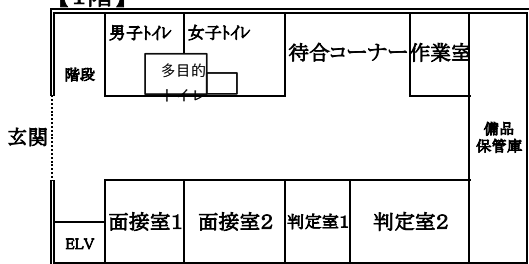 【1階】
男子トイレ
女子トイレ
多目的
トイレ
階段
待合コーナー
作業室
玄関
備品
保管庫
面接室1
面接室2
判定室1
判定室2
ELV